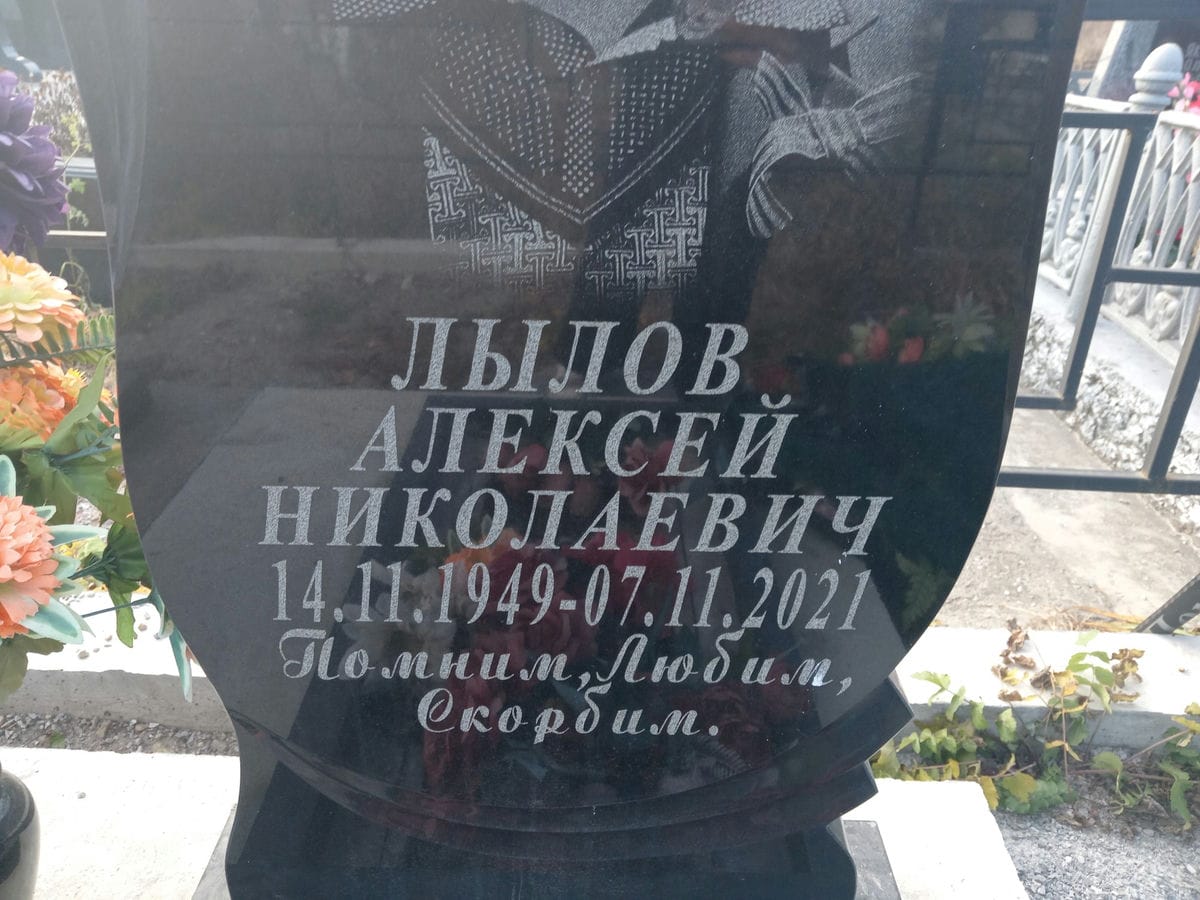 ЛЫЛОВ
АЛЕКСЕЙ
НИКОЛАЕВИЧ
14.11.1949-07.11.2021
Помним,Любим,
Скорбим.